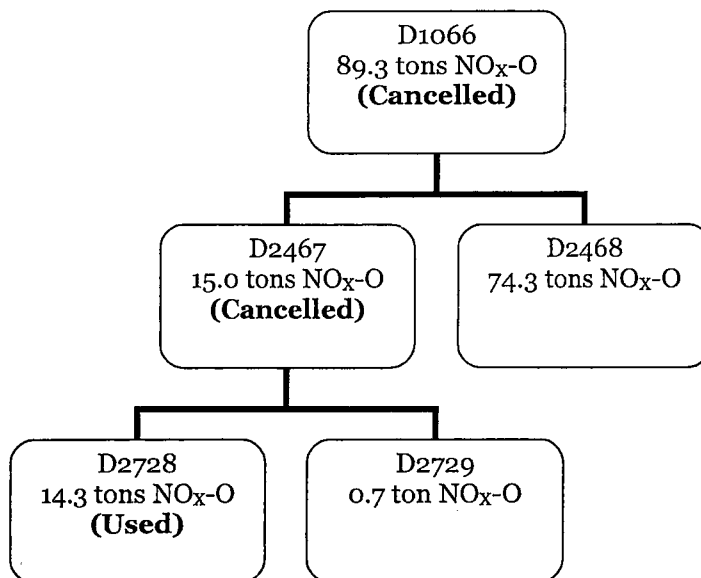 D1066
89.3 tons NOx-O
(Cancelled)
D2467
15.0 tons NOx-O
(Cancelled)
D2468
74.3 tons NOx-O
D2728
14.3 tons NOx-O
(Used)
D2729
0.7 ton NOx-O